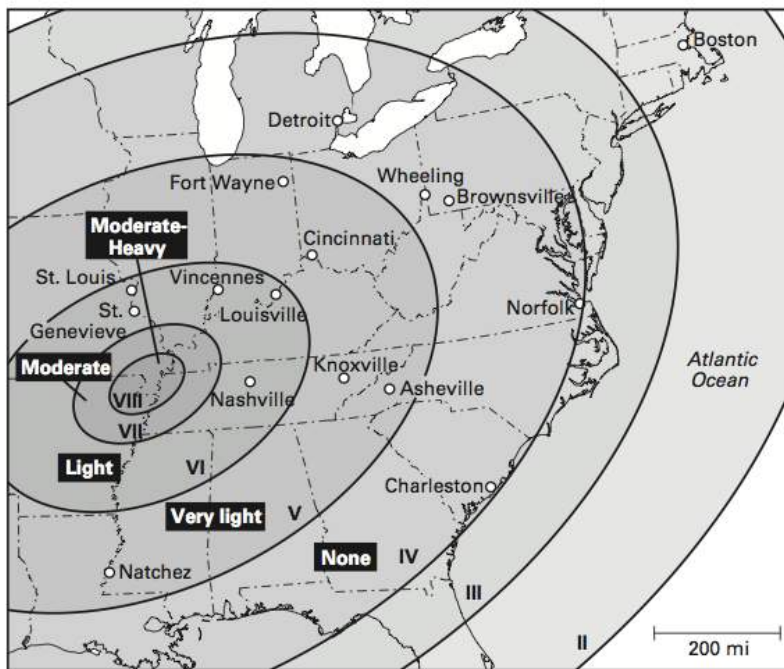 Boston
Detroit
Fort Wayne
Wheeling
Brownsville
Moderate-
Heavy
Cincinnati
St. Louis
Vincennes
St.
Genevieve
Louisville
Norfolk
Moderate
Knoxville
Atlantic
Ocean
VIII
Nashville
Asheville
VII
Light
VI
Charleston
Very light
V
None
IV
Natchez
III
II
200 mi